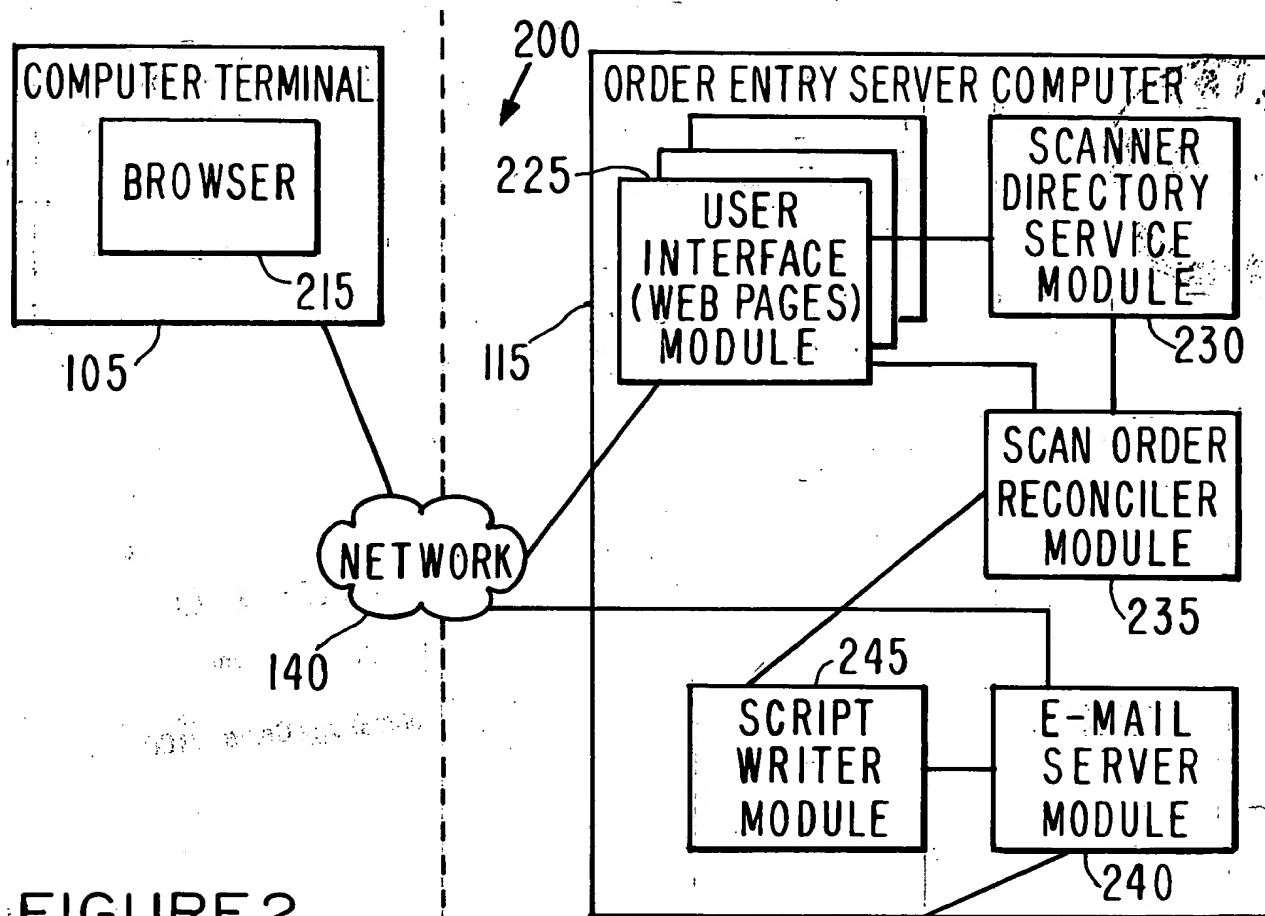 COMPUTER TERMINAL
BROWSER
215
105
200
ORDER ENTRY SERVER COMPUTER
225
USER
INTERFACE
(WEB PAGES)
MODULE
115
SCANNER
DIRECTORY
SERVICE
MODULE
230
SCAN ORDER
RECONCILER
MODULE
235
NETWORK
140
245
SCRIPT
WRITER
MODULE
E-MAIL
SERVER
MODULE
240
FIGURE 2